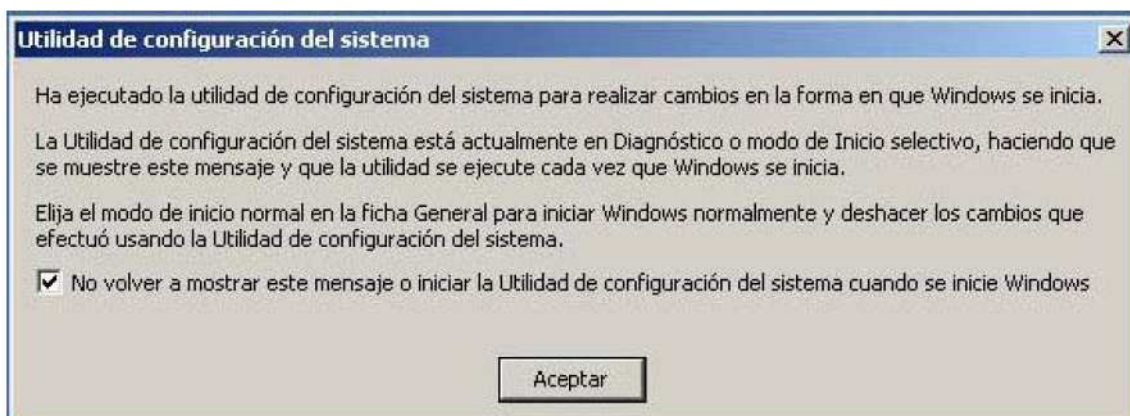 Utilidad de configuración del sistema
Ha ejecutado la utilidad de configuración del sistema para realizar cambios en la forma en que Windows se inicia.
La Utilidad de configuración del sistema está actualmente en Diagnóstico o modo de Inicio selectivo, haciendo que
se muestre este mensaje y que la utilidad se ejecute cada vez que Windows se inicia.
Elija el modo de inicio normal en la ficha General para iniciar Windows normalmente y deshacer los cambios que
efectuó usando la Utilidad de configuración del sistema.
No volver a mostrar este mensaje o iniciar la Utilidad de configuración del sistema cuando se inicie Windows
Aceptar